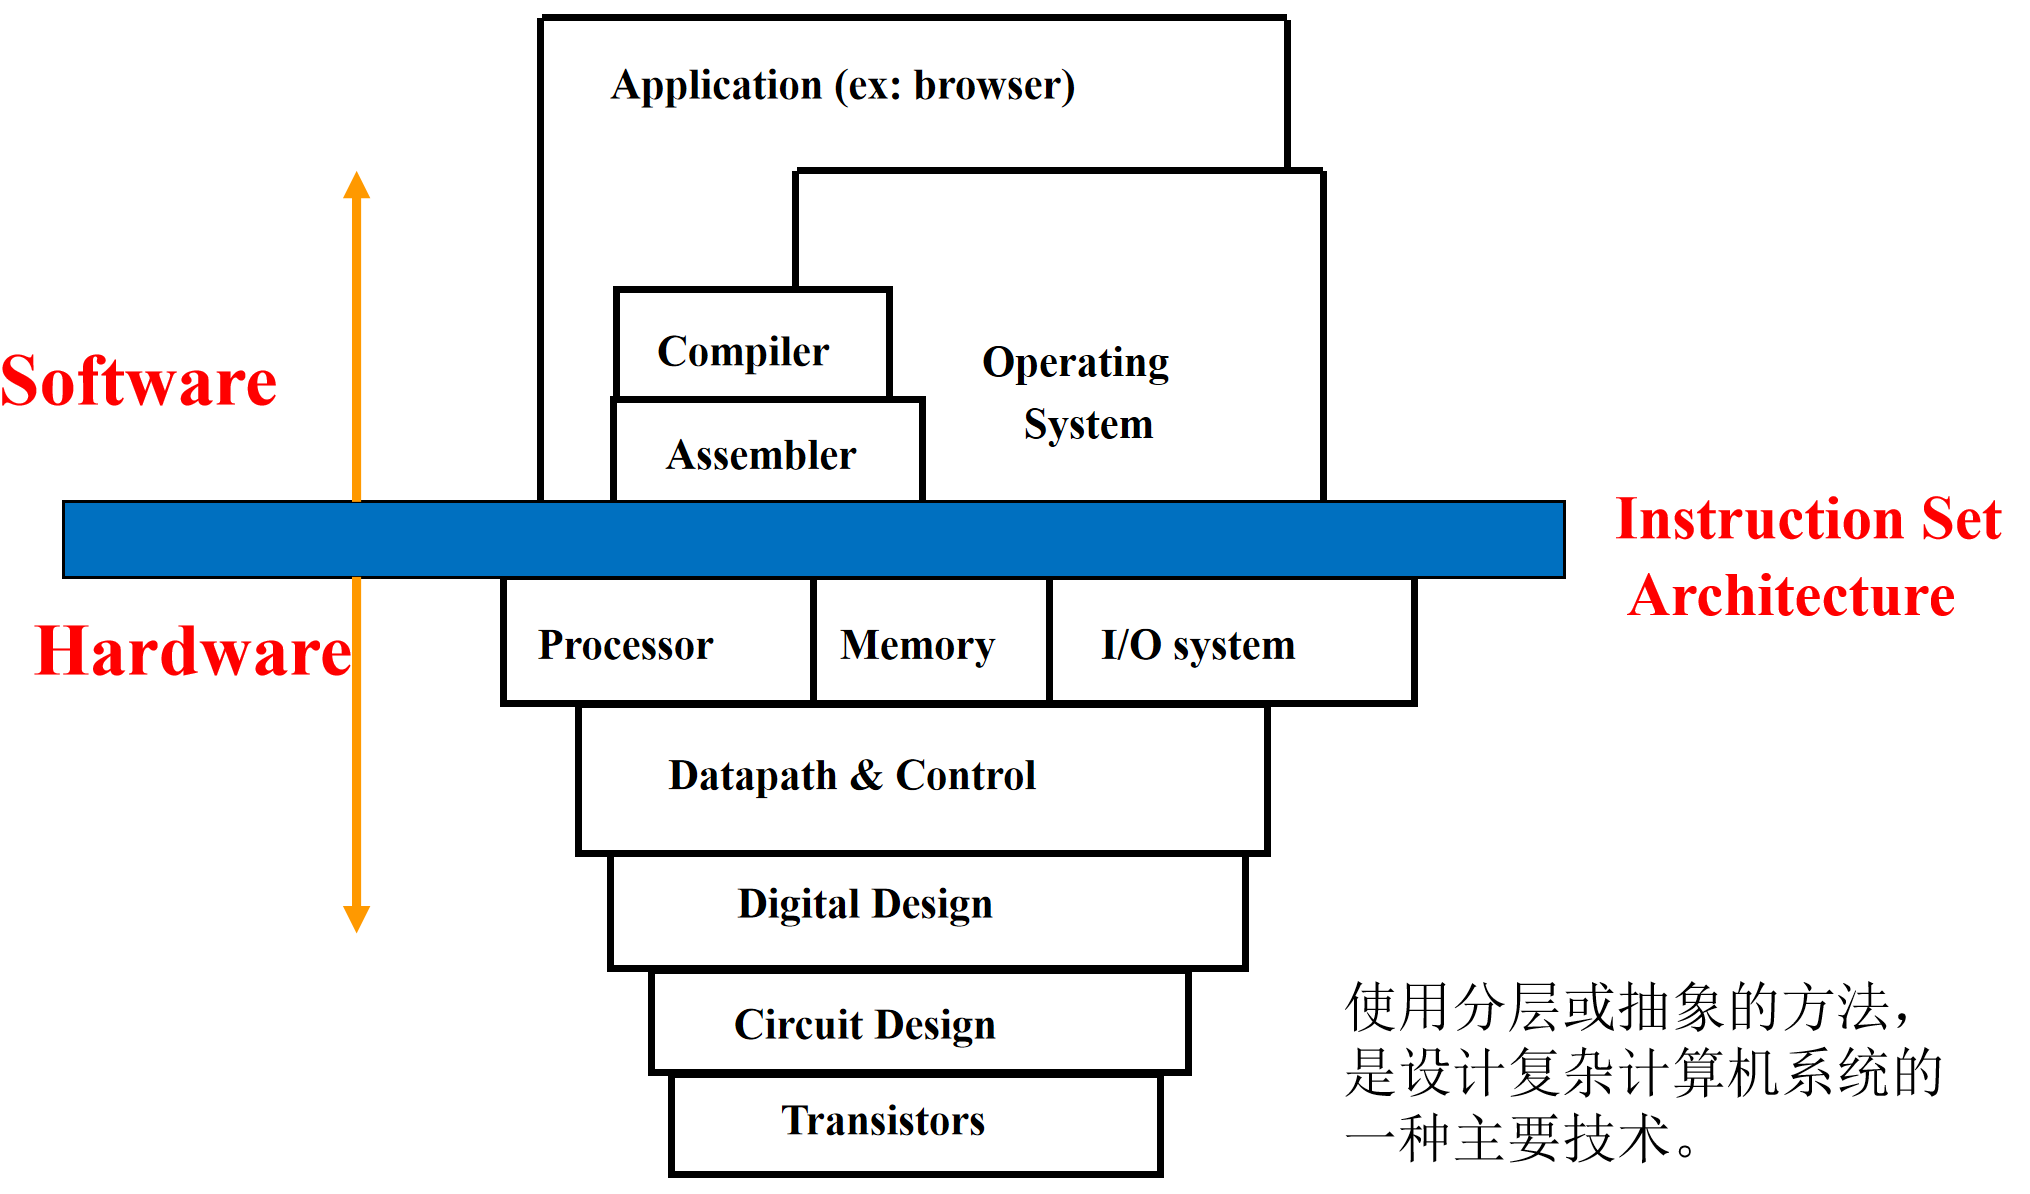 Application (ex: browser)
Compiler
Operating
System
Software
Assembler
Instruction Set
Architecture
Hardware
Processor
Memory
I/O system
Datapath & Control
Digital Design
Circuit Design
Transistors
使用分层或抽象的方法，
是设计复杂计算机系统的
一种主要技术。